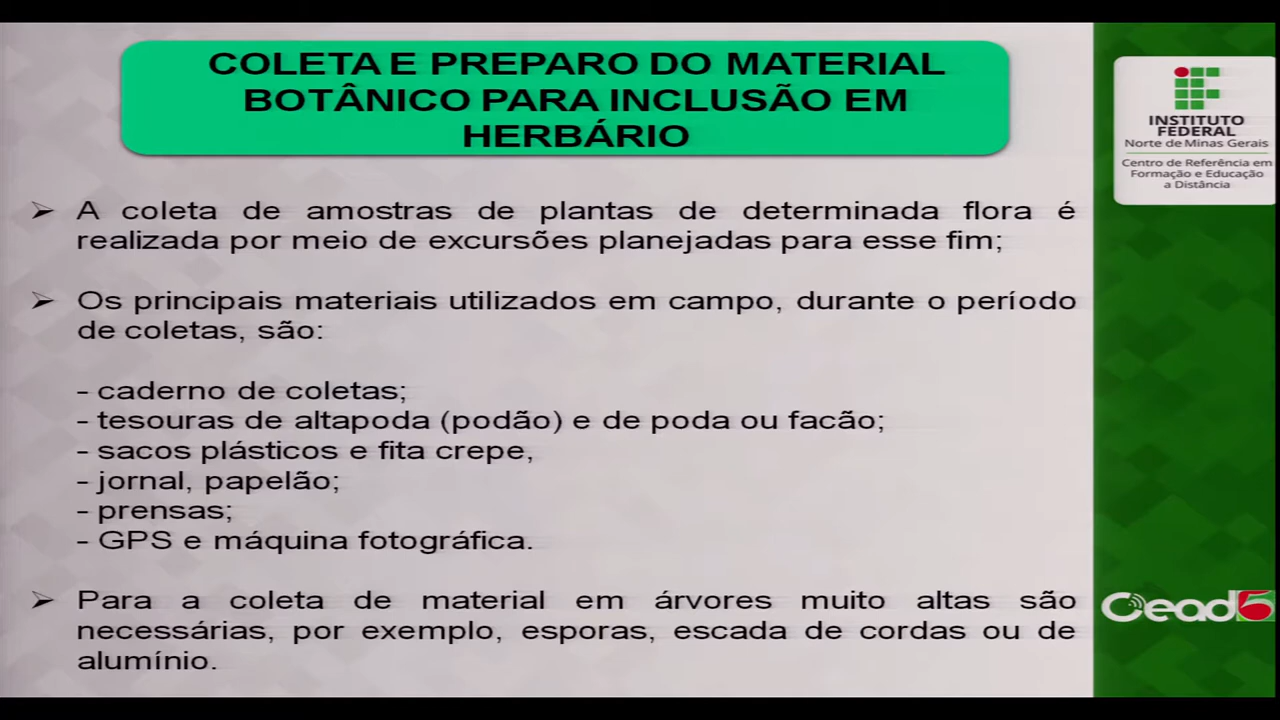 COLETA E PREPARO DO MATERIAL
BOTÂNICO PARA INCLUSÃO EM
HERBÁRIO
A coleta de amostras de plantas de determinada flora é
realizada por meio de excursões planejadas para esse fim;
Os principais materiais utilizados em campo, durante o período
de coletas, são:
- caderno de coletas;
- tesouras de altapoda (podão) e de poda ou facão;
- sacos plásticos e fita crepe,
- jornal, papelão;
- prensas;
- GPS e máquina fotográfica.
Para a coleta de material em árvores muito altas são
necessárias, por exemplo, esporas, escada de cordas ou de
alumínio.
INSTITUTO
FEDERAL
Norte de Minas Gerais
Centro de Referência em
Formação e Educação
a Distância
Cead 5